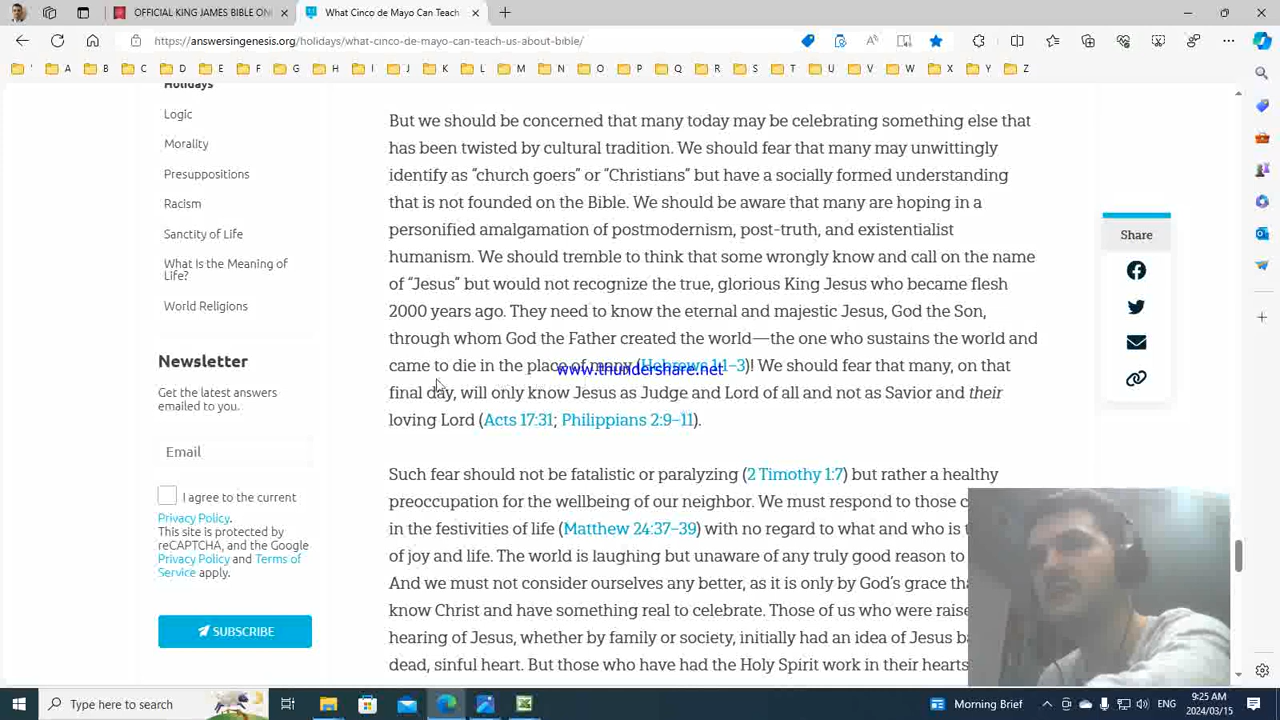 OFFICIAL KING JAMES BIBLE ON
What Cinco de Mayo Can Teach
https://answersingenesis.org/holidays/what-cinco-de-mayo-can-teach-us-about-bible/
' A B C D E F G H I J K L M N O P Q R S T U V W X Y Z
Holidays
Logic
Morality
Presuppositions
Racism
Sanctity of Life
What Is the Meaning of
Life?
World Religions
Newsletter
Get the latest answers
emailed to you.
Email
I agree to the current
Privacy Policy.
This site is protected by
reCAPTCHA, and the Google
Privacy Policy and Terms of
Service apply.
SUBSCRIBE
But we should be concerned that many today may be celebrating something else that
has been twisted by cultural tradition. We should fear that many may unwittingly
identify as “church goers” or “Christians” but have a socially formed understanding
that is not founded on the Bible. We should be aware that many are hoping in a
personified amalgamation of postmodernism, post-truth, and existentialist
humanism. We should tremble to think that some wrongly know and call on the name
of “Jesus” but would not recognize the true, glorious King Jesus who became flesh
2000 years ago. They need to know the eternal and majestic Jesus, God the Son,
through whom God the Father created the world—the one who sustains the world and
came to die in the place of many (Hebrews 1:1–3)! We should fear that many, on that
www.thundershare.net
final day, will only know Jesus as Judge and Lord of all and not as Savior and their
loving Lord (Acts 17:31; Philippians 2:9–11).
Such fear should not be fatalistic or paralyzing (2 Timothy 1:7) but rather a healthy
preoccupation for the wellbeing of our neighbor. We must respond to those
in the festivities of life (Matthew 24:37–39) with no regard to what and who is
of joy and life. The world is laughing but unaware of any truly good reason to
And we must not consider ourselves any better, as it is only by God’s grace
know Christ and have something real to celebrate. Those of us who were
hearing of Jesus, whether by family or society, initially had an idea of Jesus
dead, sinful heart. But those who have had the Holy Spirit work in their hearts
Share
Type here to search
Morning Brief
ENG
9:25 AM
2024/03/15